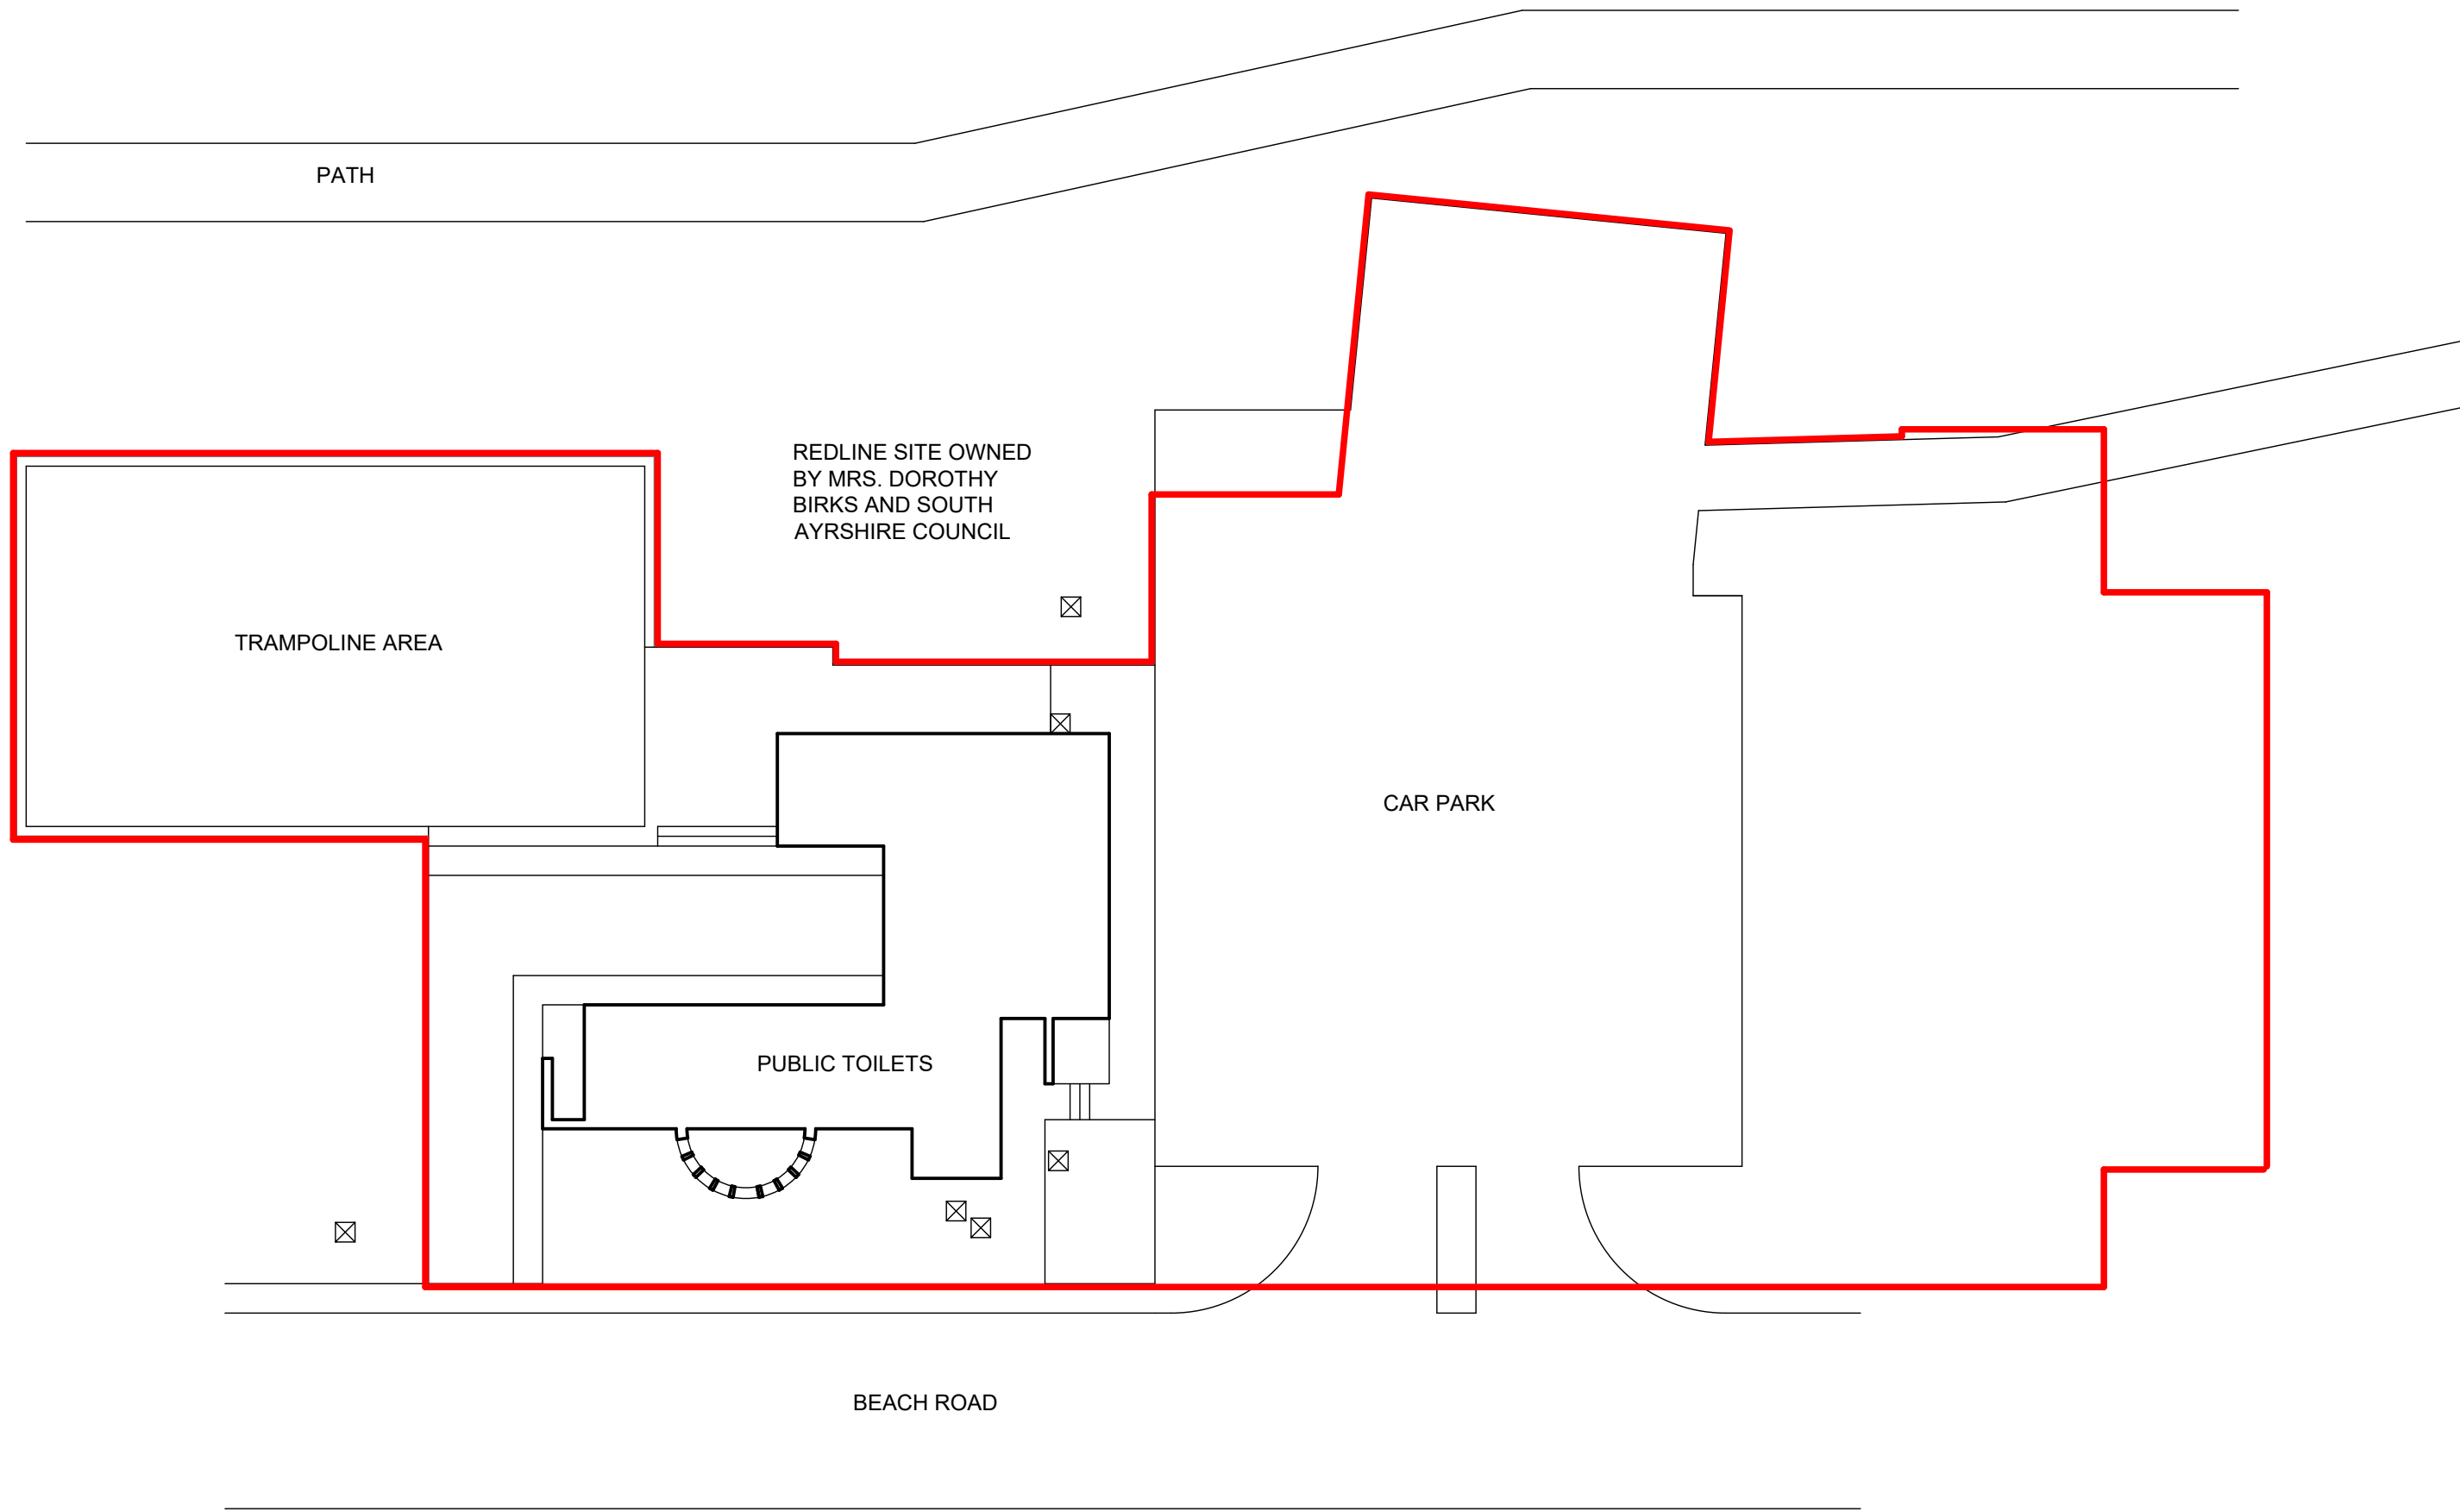 PATH
REDLINE SITE OWNED
BY MRS. DOROTHY
BIRKS AND SOUTH
AYRSHIRE COUNCIL
TRAMPOLINE AREA
CAR PARK
PUBLIC TOILETS
BEACH ROAD